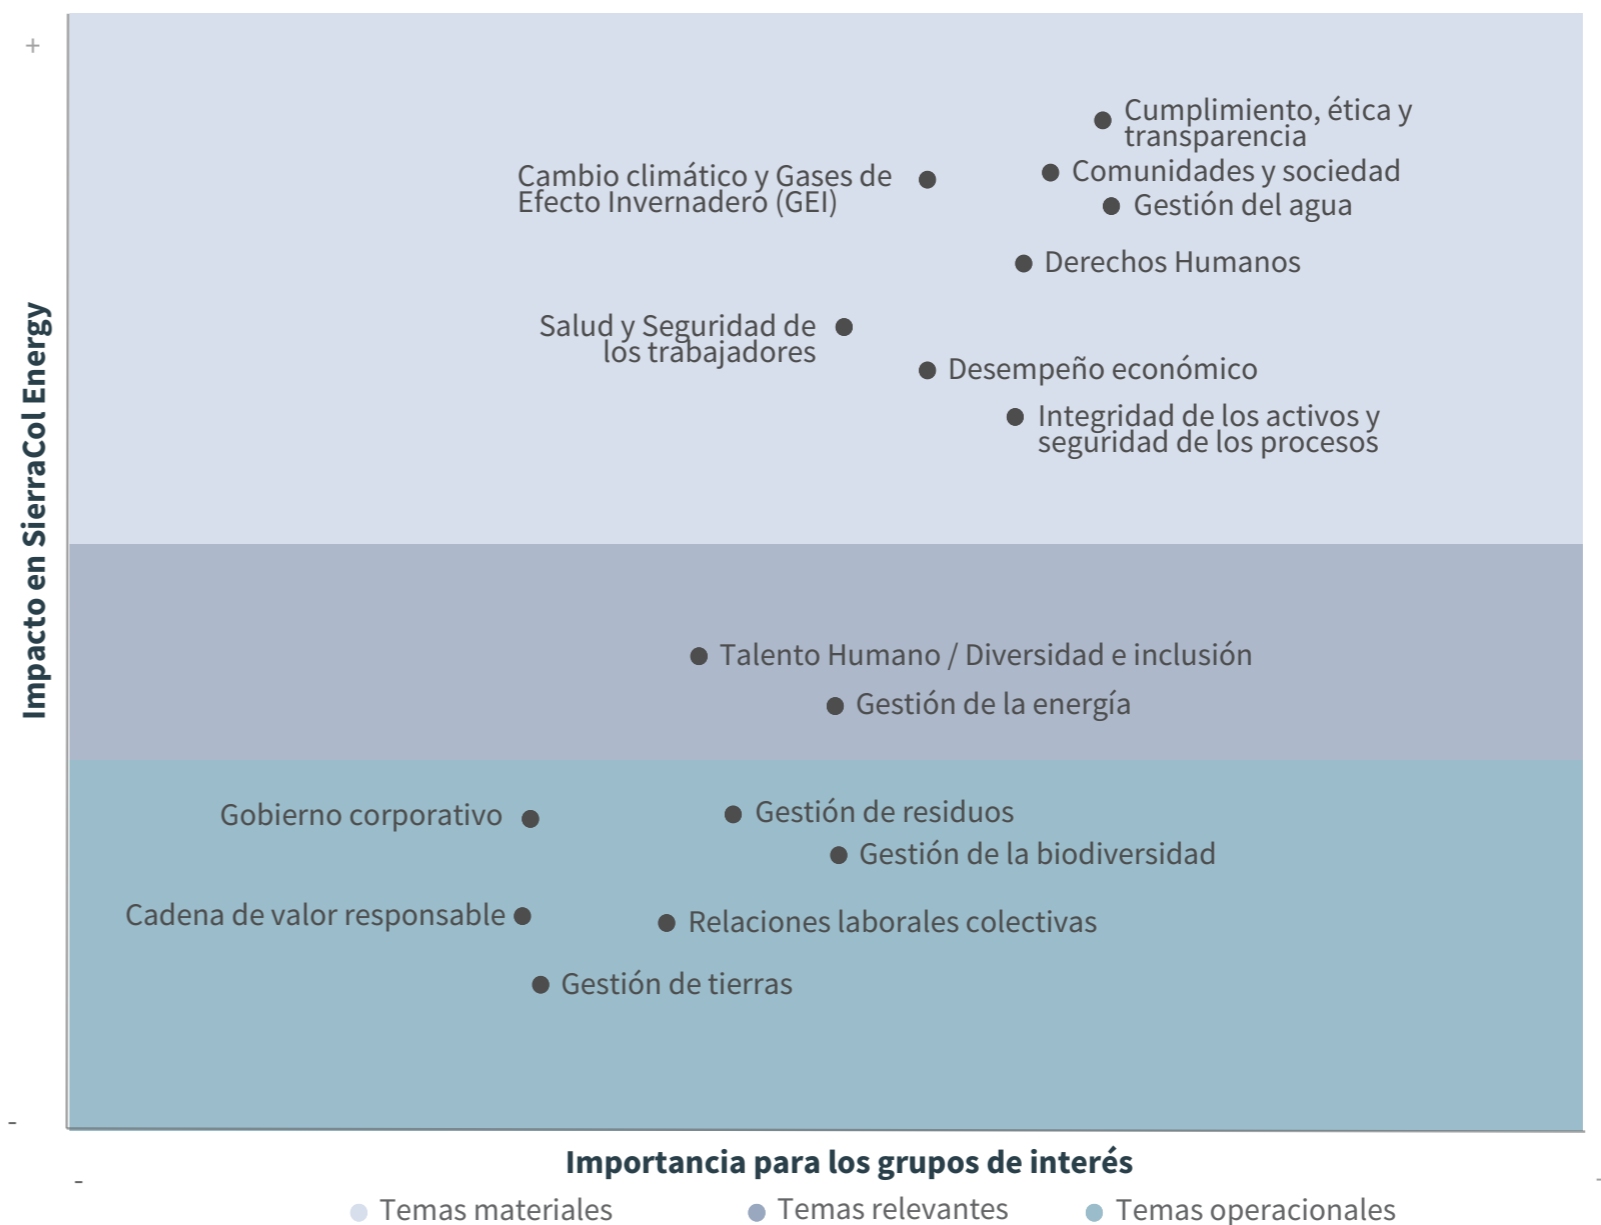 +
Impacto en SierraCol Energy
Cumplimiento, ética y
transparencia
Comunidades y sociedad
Cambio climático y Gases de
Efecto Invernadero (GEI)
Gestión del agua
Derechos Humanos
Salud y Seguridad de
los trabajadores
Desempeño económico
Integridad de los activos y
seguridad de los procesos
Talento Humano / Diversidad e inclusión
Gestión de la energía
Gobierno corporativo
Gestión de residuos
Gestión de la biodiversidad
Cadena de valor responsable
Relaciones laborales colectivas
Gestión de tierras
-
Importancia para los grupos de interés
-
Temas materiales
Temas relevantes
Temas operacionales